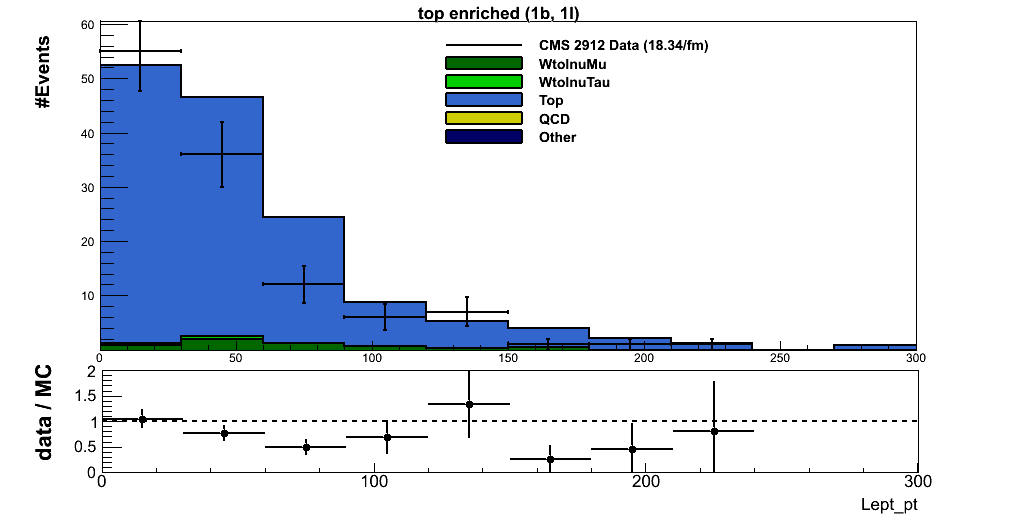 top enriched (1b, 1l)
#Events
60
50
40
30
20
10
CMS 2912 Data (18.34/fm)
WtolnuMu
WtolnuTau
Top
QCD
Other
0 50 100 150 200 250 300
data / MC
2
1.5
1
0.5
0
0 100 200 300
Lept_pt